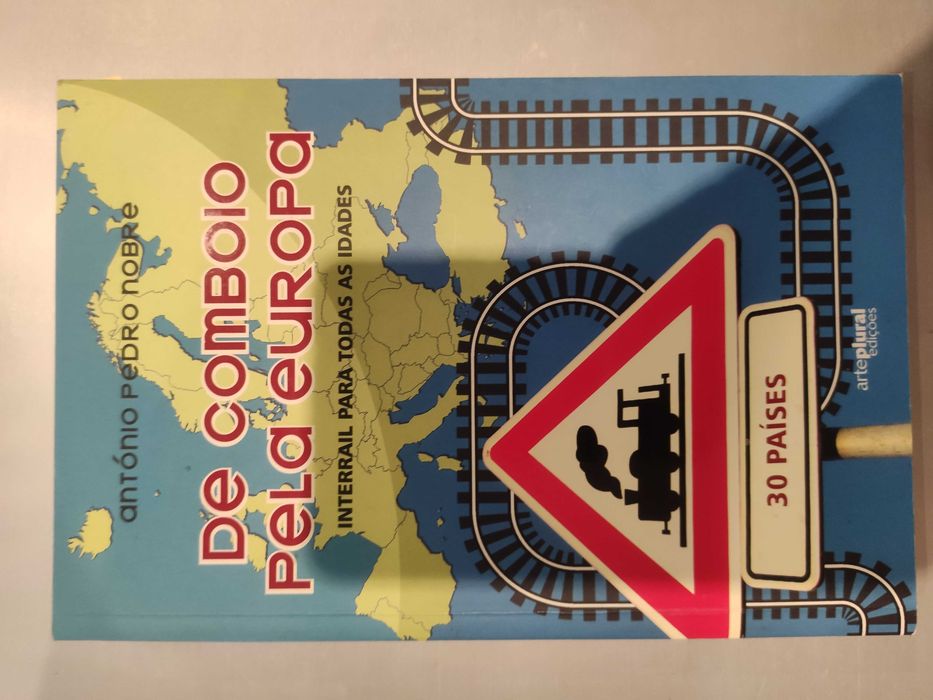 António Pedro Nobre
De Comboio
pela Europa
INTERRAIL PARA TODAS AS IDADES
30 PAÍSES
arteplural
edições